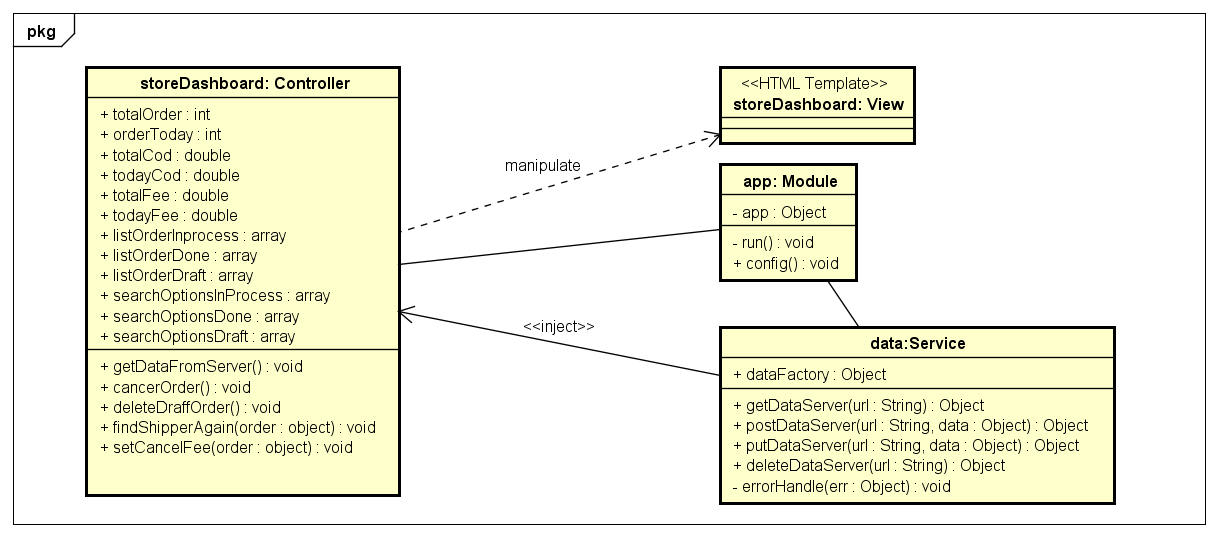 pkg
storeDashboard: Controller
+ totalOrder : int
+ orderToday : int
+ totalCod : double
+ todayCod : double
+ totalFee : double
+ todayFee : double
+ listOrderInprocess : array
+ listOrderDone : array
+ listOrderDraft : array
+ searchOptionsInProcess : array
+ searchOptionsDone : array
+ searchOptionsDraft : array
+ getDataFromServer() : void
+ cancerOrder() : void
+ deleteDraffOrder() : void
+ findShipperAgain(order : object) : void
+ setCancelFee(order : object) : void
manipulate
<<inject>>
<<HTML Template>>
storeDashboard: View
app: Module
- app : Object
- run() : void
+ config() : void
data:Service
+ dataFactory : Object
+ getDataServer(url : String) : Object
+ postDataServer(url : String, data : Object) : Object
+ putDataServer(url : String, data : Object) : Object
+ deleteDataServer(url : String) : Object
- errorHandle(err : Object) : void